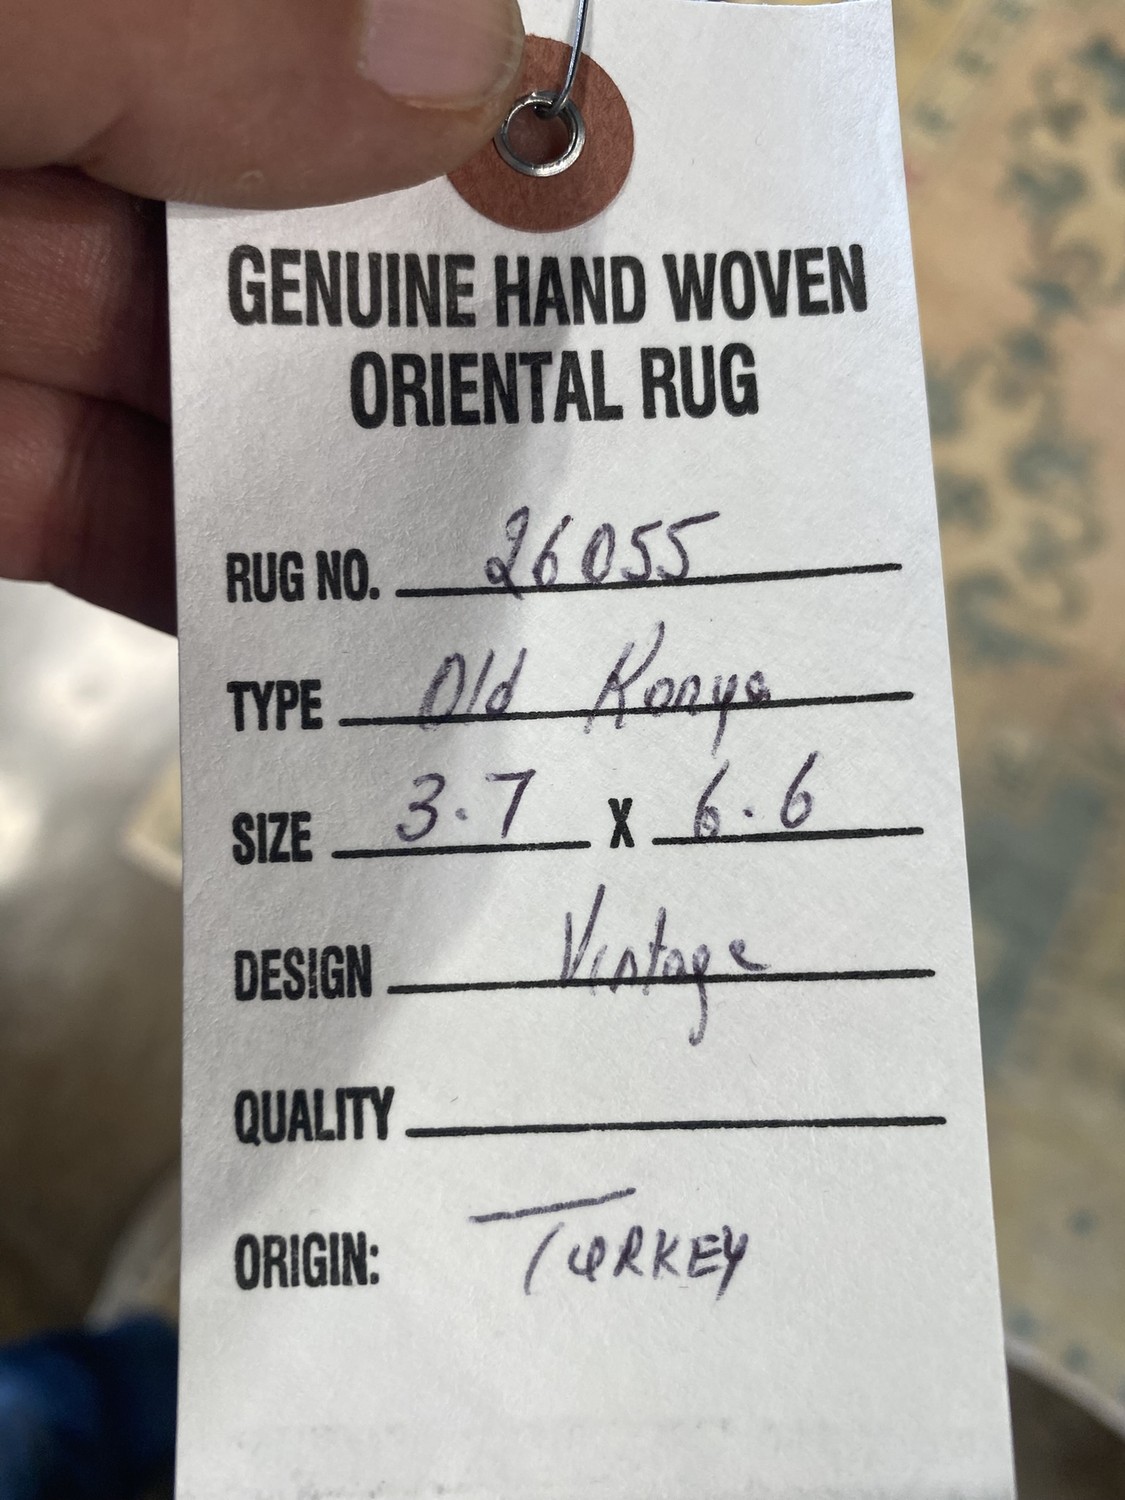 GENUINE HAND WOVEN
ORIENTAL RUG
RUG NO. 26055
TYPE Old Konya
SIZE 3.7 X 6.6
DESIGN Vintage
QUALITY
ORIGIN: TURKEY